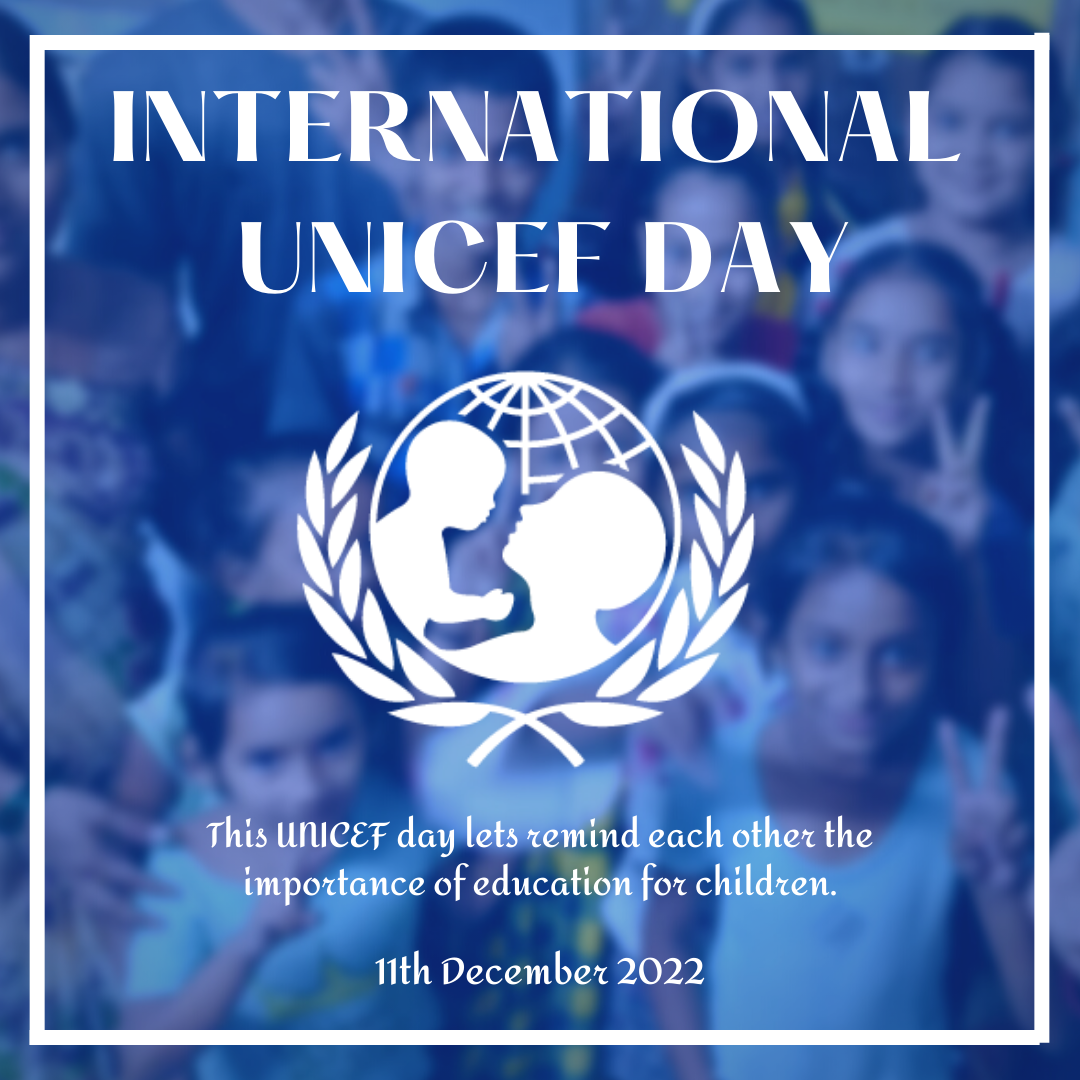 INTERNATIONAL
UNICEF DAY
This UNICEF day lets remind each other the
importance of education for children.
11th December 2022